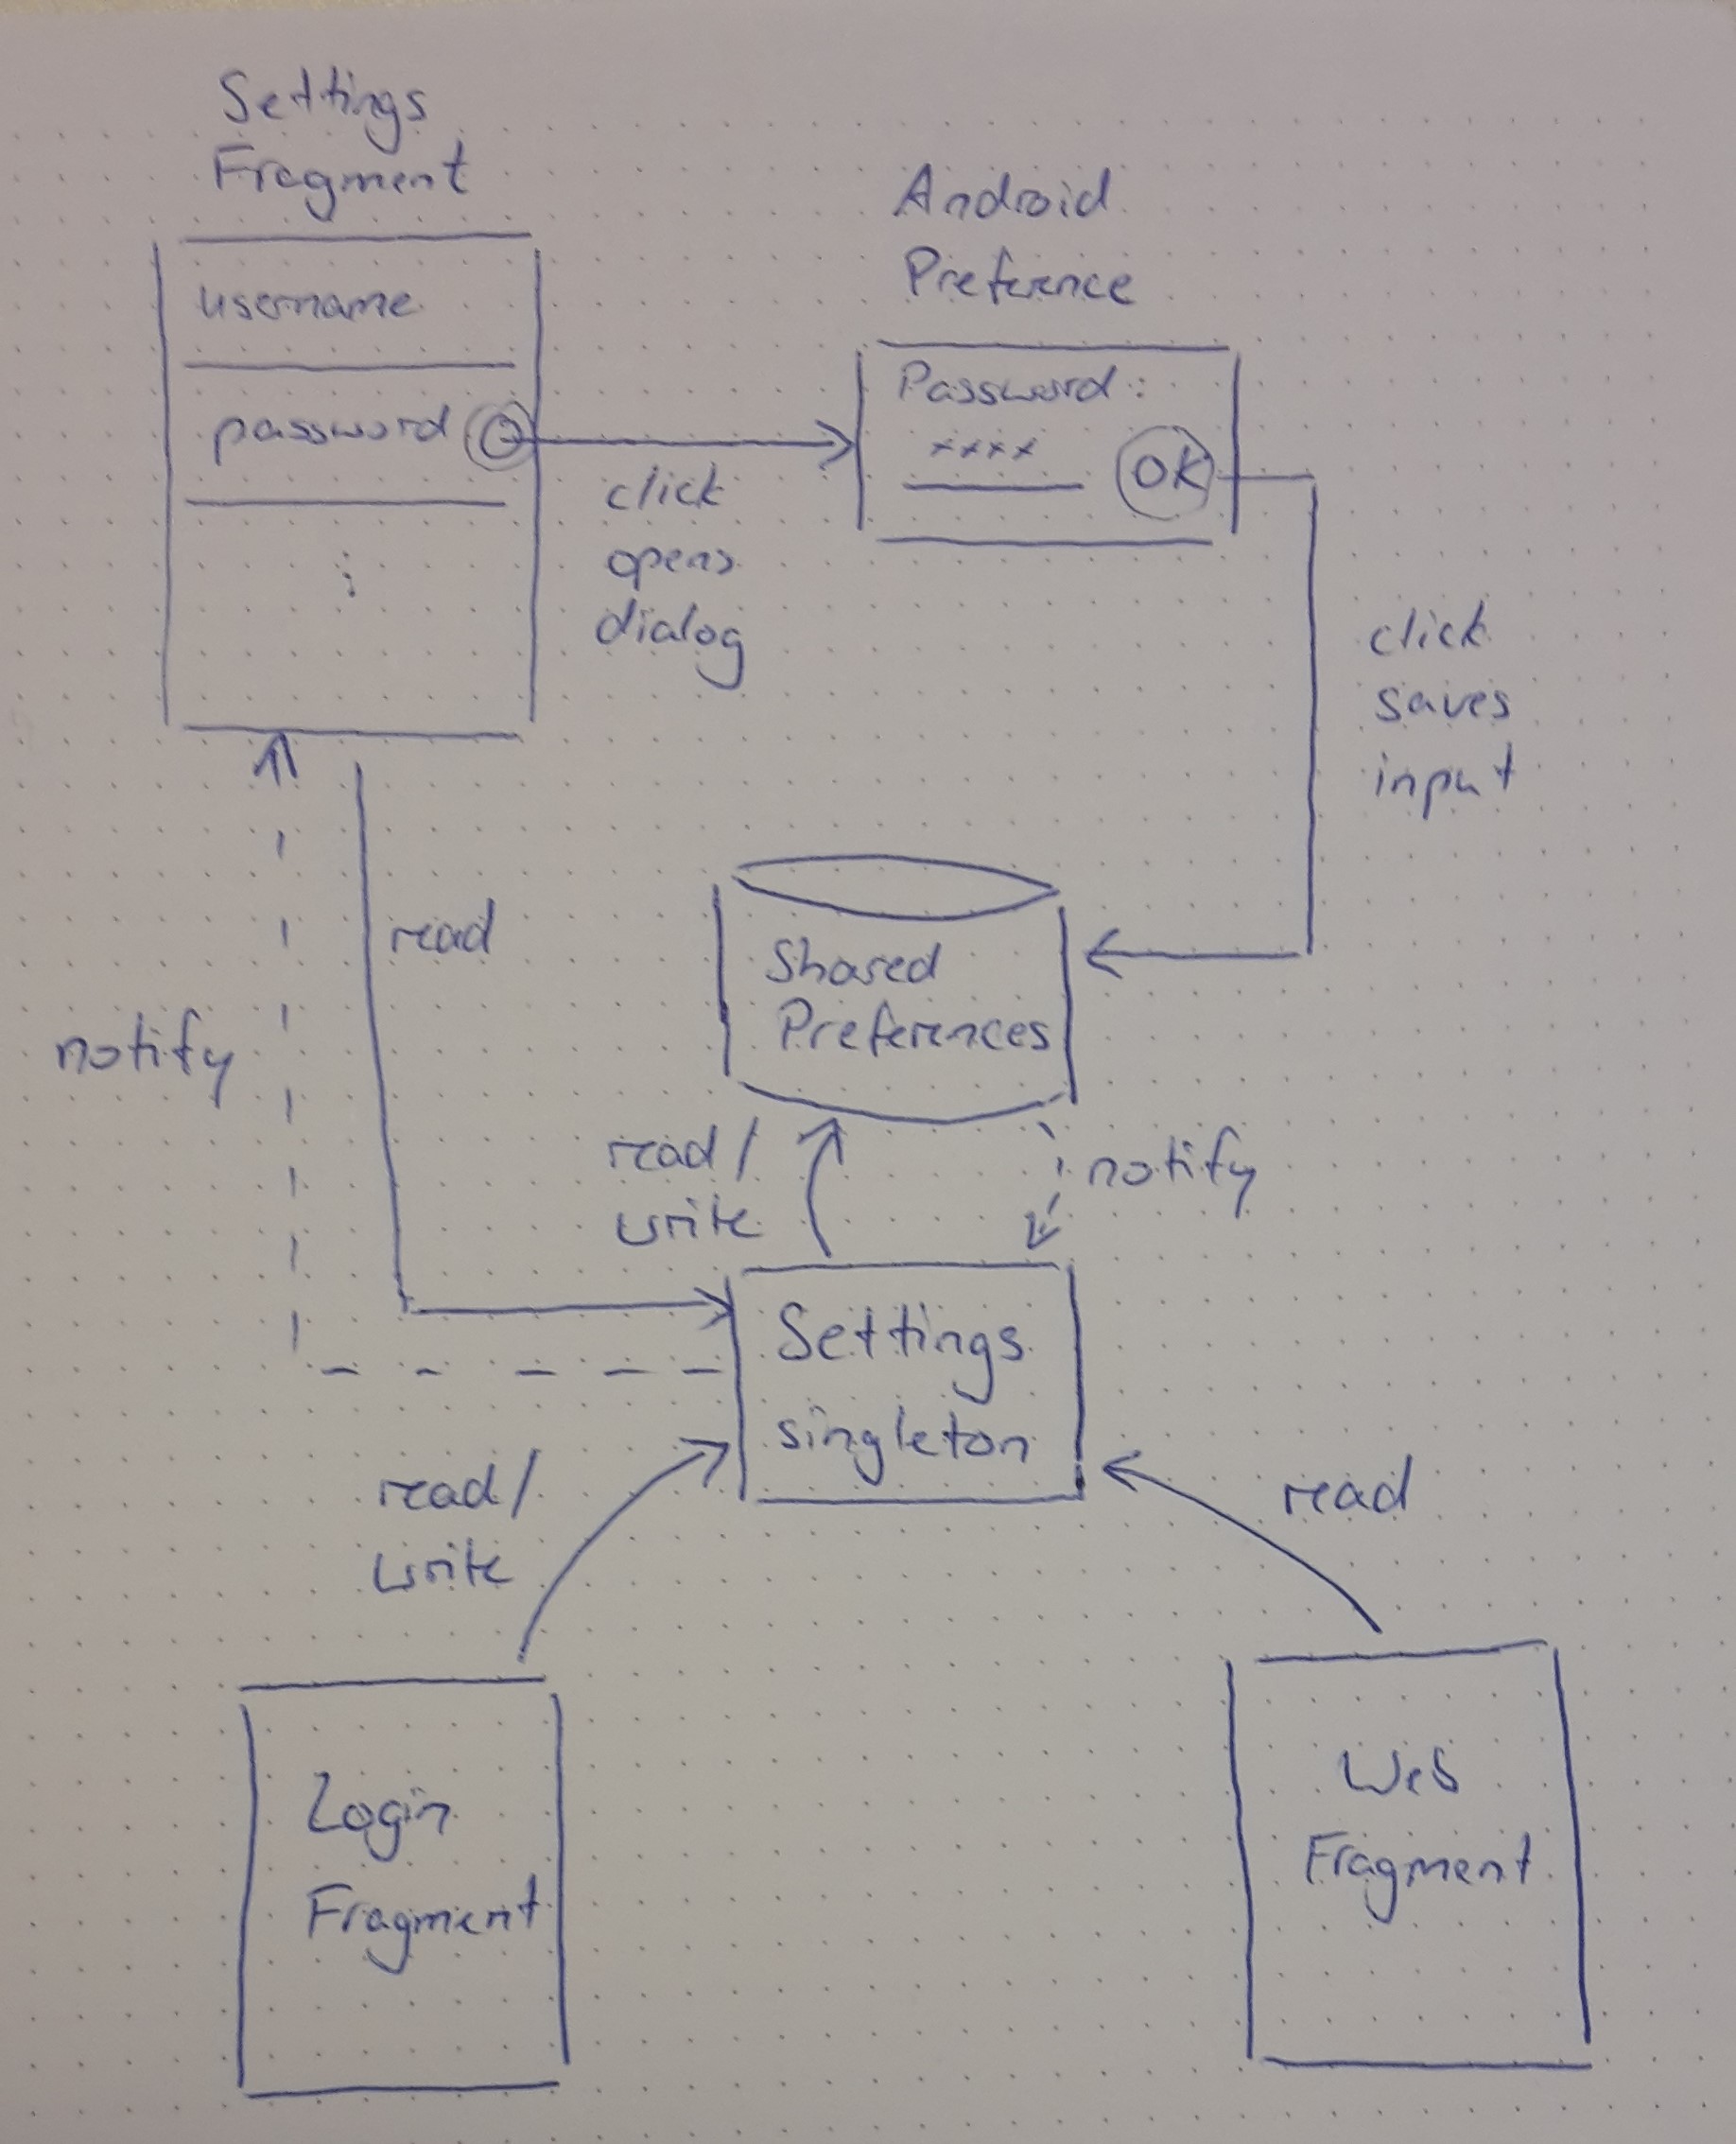 Settings
Fragment
username
password
:
click
opens
dialog
Android
Preference
Password:
xxxx
OK
click
saves
input
read
notify
Shared
Preferences
read/
write
notify
Settings
singleton
read/
write
read
Login
Fragment
Web
Fragment